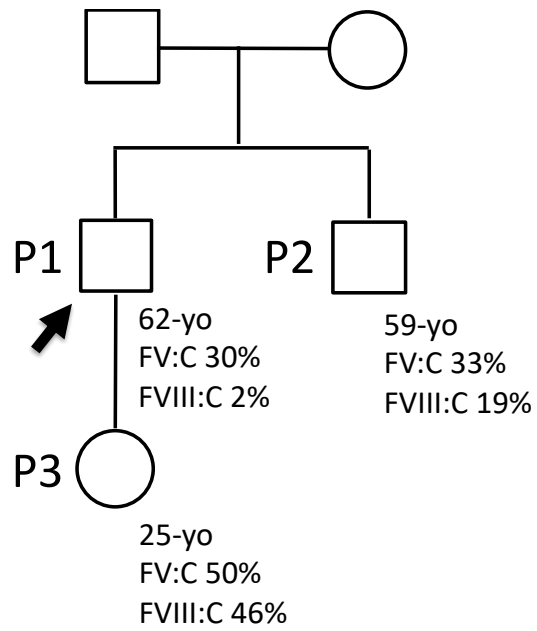 P1
P2
62-yo
FV:C 30%
FVIII:C 2%
59-yo
FV:C 33%
FVIII:C 19%
P3
25-yo
FV:C 50%
FVIII:C 46%